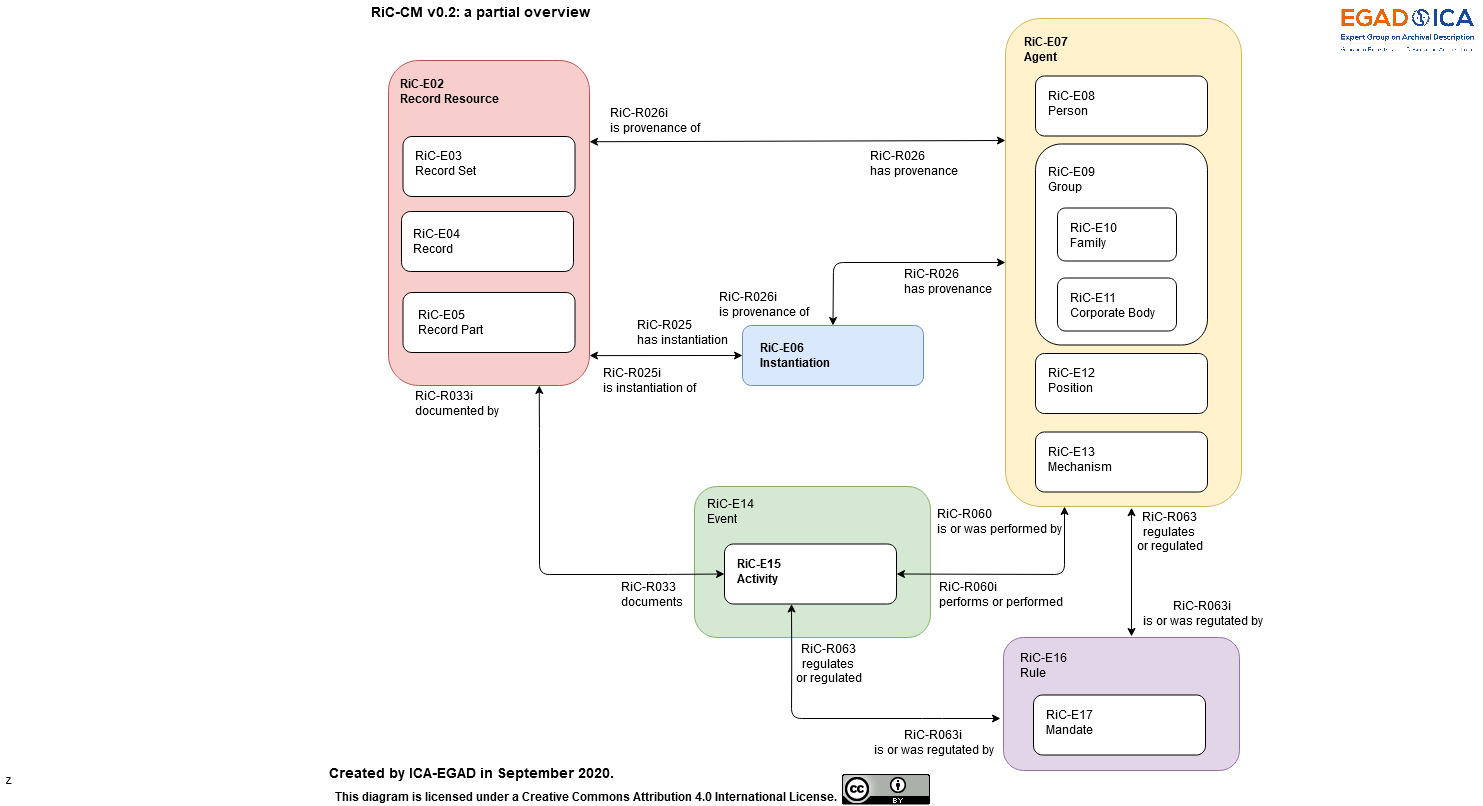 RiC-CM v0.2: a partial overview
EGAD ICA
Expert Group on Archival Description
RiC-E02
Record Resource
RiC-E03
Record Set
RiC-E04
Record
RiC-E05
Record Part
RiC-R026i
is provenance of
RiC-R026
has provenance
RiC-E07
Agent
RiC-E08
Person
RiC-E09
Group
RiC-E10
Family
RiC-E11
Corporate Body
RiC-E12
Position
RiC-E13
Mechanism
RiC-R026
has provenance
RiC-R026i
is provenance of
RiC-R025
has instantiation
RiC-R025i
is instantiation of
RiC-E06
Instantiation
RiC-R033i
documented by
RiC-R033
documents
RiC-E14
Event
RiC-E15
Activity
RiC-R060
is or was performed by
RiC-R060i
performs or performed
RiC-R063
regulates
or regulated
RiC-R063i
is or was regutated by
RiC-R063
regulates
or regulated
RiC-R063i
is or was regutated by
RiC-E16
Rule
RiC-E17
Mandate
z
Created by ICA-EGAD in September 2020.
This diagram is licensed under a Creative Commons Attribution 4.0 International License.
cc
BY